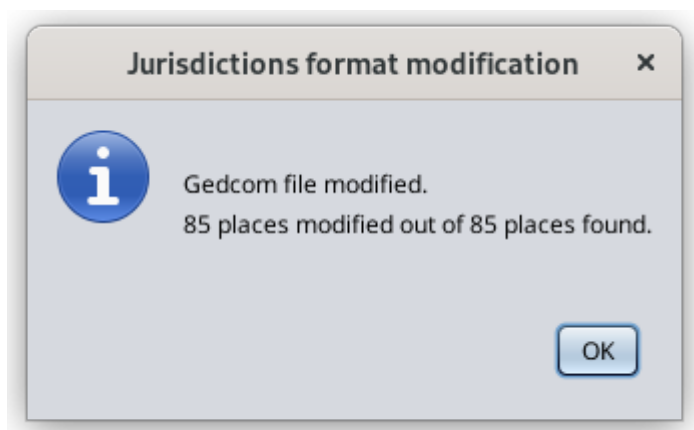 Jurisdictions format modification
Gedcom file modified.
85 places modified out of 85 places found.
OK